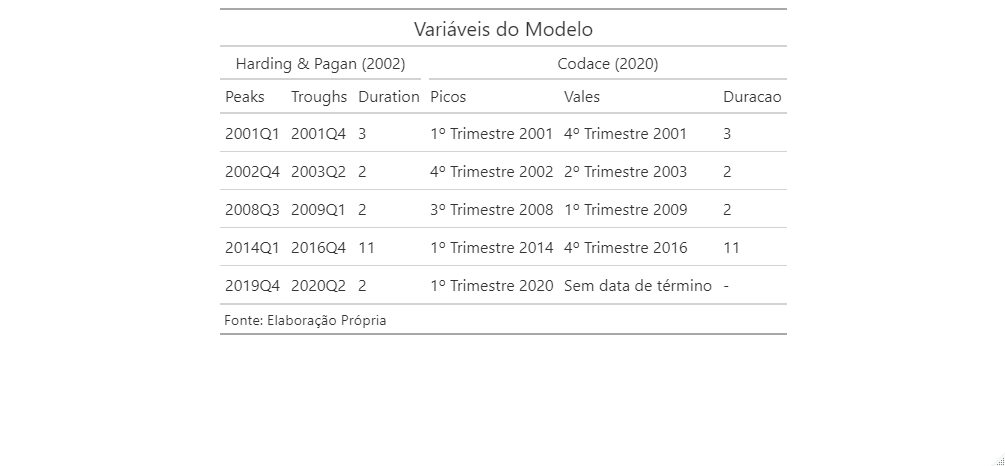 Variáveis do Modelo
Harding & Pagan (2002) Codace (2020)
Peaks Troughs Duration Picos Vales Duracao
2001Q1 2001Q4 3 1º Trimestre 2001 4º Trimestre 2001 3
2002Q4 2003Q2 2 4º Trimestre 2002 2º Trimestre 2003 2
2008Q3 2009Q1 2 3º Trimestre 2008 1º Trimestre 2009 2
2014Q1 2016Q4 11 1º Trimestre 2014 4º Trimestre 2016 11
2019Q4 2020Q2 2 1º Trimestre 2020 Sem data de término -
Fonte: Elaboração Própria